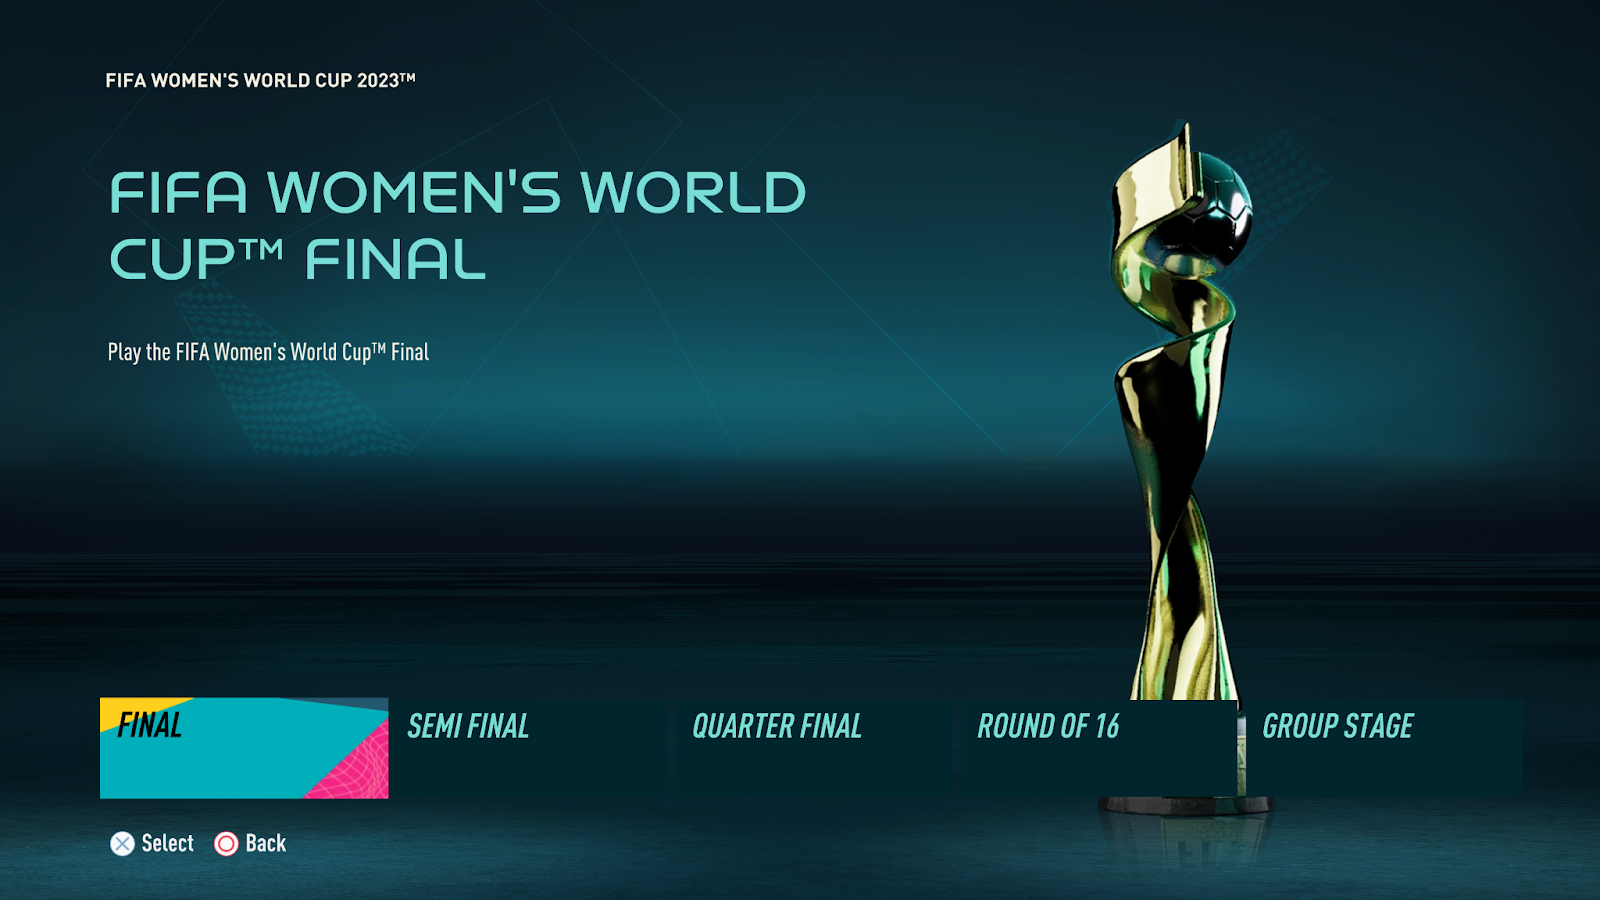 FIFA WOMEN'S WORLD CUP 2023™
FIFA WOMEN'S WORLD
CUP™ FINAL
Play the FIFA Women's World Cup™ Final
FINAL
SEMI FINAL
QUARTER FINAL
ROUND OF 16
GROUP STAGE
Select
Back